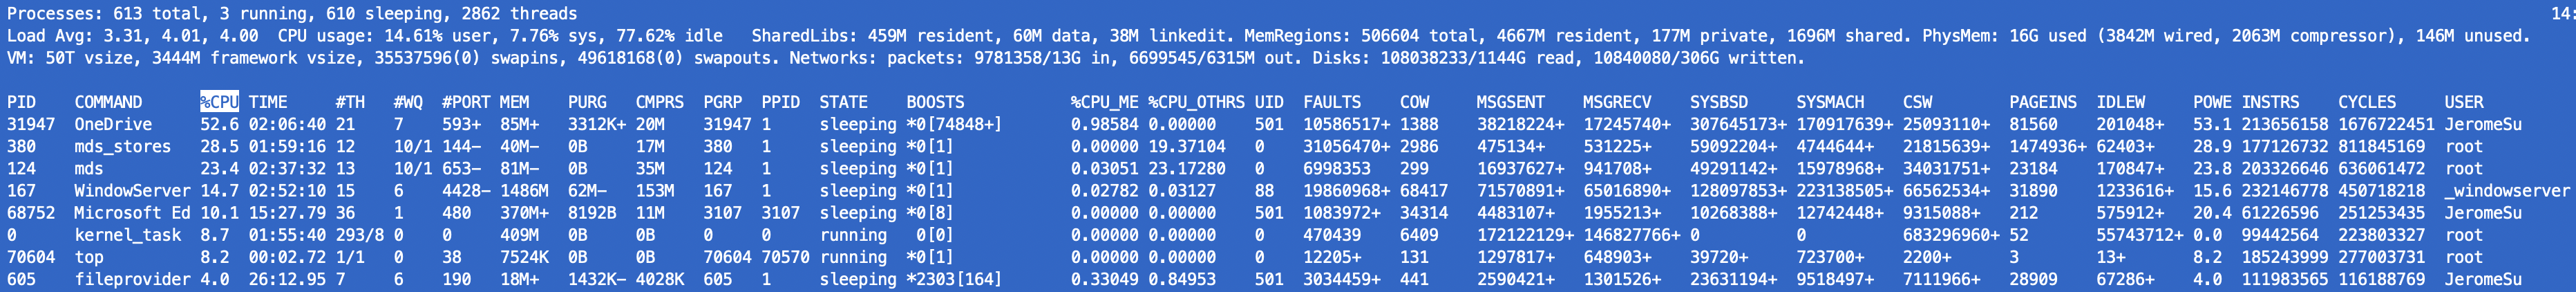 Processes: 613 total, 3 running, 610 sleeping, 2862 threads 14:
Load Avg: 3.31, 4.01, 4.00 CPU usage: 14.61% user, 7.76% sys, 77.62% idle SharedLibs: 459M resident, 60M data, 38M linkedit. MemRegions: 506604 total, 4667M resident, 177M private, 1696M shared. PhysMem: 16G used (3842M wired, 2063M compressor), 146M unused.
VM: 50T vsize, 3444M framework vsize, 35537596(0) swapins, 49618168(0) swapouts. Networks: packets: 9781358/13G in, 6699545/6315M out. Disks: 108038233/1144G read, 10840080/306G written.
PID COMMAND %CPU TIME #TH #WQ #PORT MEM PURG CMPRS PGRP PPID STATE BOOSTS %CPU_ME %CPU_OTHRS UID FAULTS COW MSGSENT MSGRECV SYSBSD SYSMACH CSW PAGEINS IDLEW POWE INSTRS CYCLES USER
31947 OneDrive 52.6 02:06:40 21 7 593+ 85M+ 3312K+ 20M 31947 1 sleeping *0[74848+] 0.98584 0.00000 501 10586517+ 1388 38218224+ 17245740+ 307645173+ 170917639+ 25093110+ 81560 201048+ 53.1 213656158 1676722451 JeromeSu
380 mds_stores 28.5 01:59:16 12 10/1 144- 40M- 0B 17M 380 1 sleeping *0[1] 0.00000 19.37104 0 31056470+ 2986 475134+ 531225+ 59092204+ 4744644+ 21815639+ 1474936+ 62403+ 28.9 177126732 811845169 root
124 mds 23.4 02:37:32 13 10/1 653- 81M- 0B 35M 124 1 sleeping *0[1] 0.03051 23.17280 0 6998353 299 16937627+ 941708+ 49291142+ 15978968+ 34031751+ 23184 170847+ 23.8 203326646 636061472 root
167 WindowServer 14.7 02:52:10 15 6 4428- 1486M 62M- 153M 167 1 sleeping *0[1] 0.02782 0.03127 88 19860968+ 68417 71570891+ 65016890+ 128097853+ 223138505+ 66562534+ 31890 1233616+ 15.6 232146778 450718218 _windowserver
68752 Microsoft Ed 10.1 15:27.79 36 1 480 370M+ 8192B 11M 3107 3107 sleeping *0[8] 0.00000 0.00000 501 1083972+ 34314 4483107+ 1955213+ 10268388+ 12742448+ 9315088+ 212 575912+ 20.4 61226596 251253435 JeromeSu
0 kernel_task 8.7 01:55:40 293/8 0 0 409M 0B 0B 0 0 running 0[0] 0.00000 0.00000 0 470439 6409 172122129+ 146827766+ 0 0 683296960+ 52 55743712+ 0.0 99442564 223803327 root
70604 top 8.2 00:02.72 1/1 0 38 7524K 0B 0B 70604 70570 running *0[1] 0.00000 0.00000 0 12205+ 131 1297817+ 648903+ 39720+ 723700+ 2200+ 3 13+ 8.2 185243999 277003731 root
605 fileprovider 4.0 26:12.95 7 6 190 18M+ 1432K- 4028K 605 1 sleeping *2303[164] 0.33049 0.84953 501 3034459+ 441 2590421+ 1301526+ 23631194+ 9518497+ 7111966+ 28909 67286+ 4.0 111983565 116188769 JeromeSu